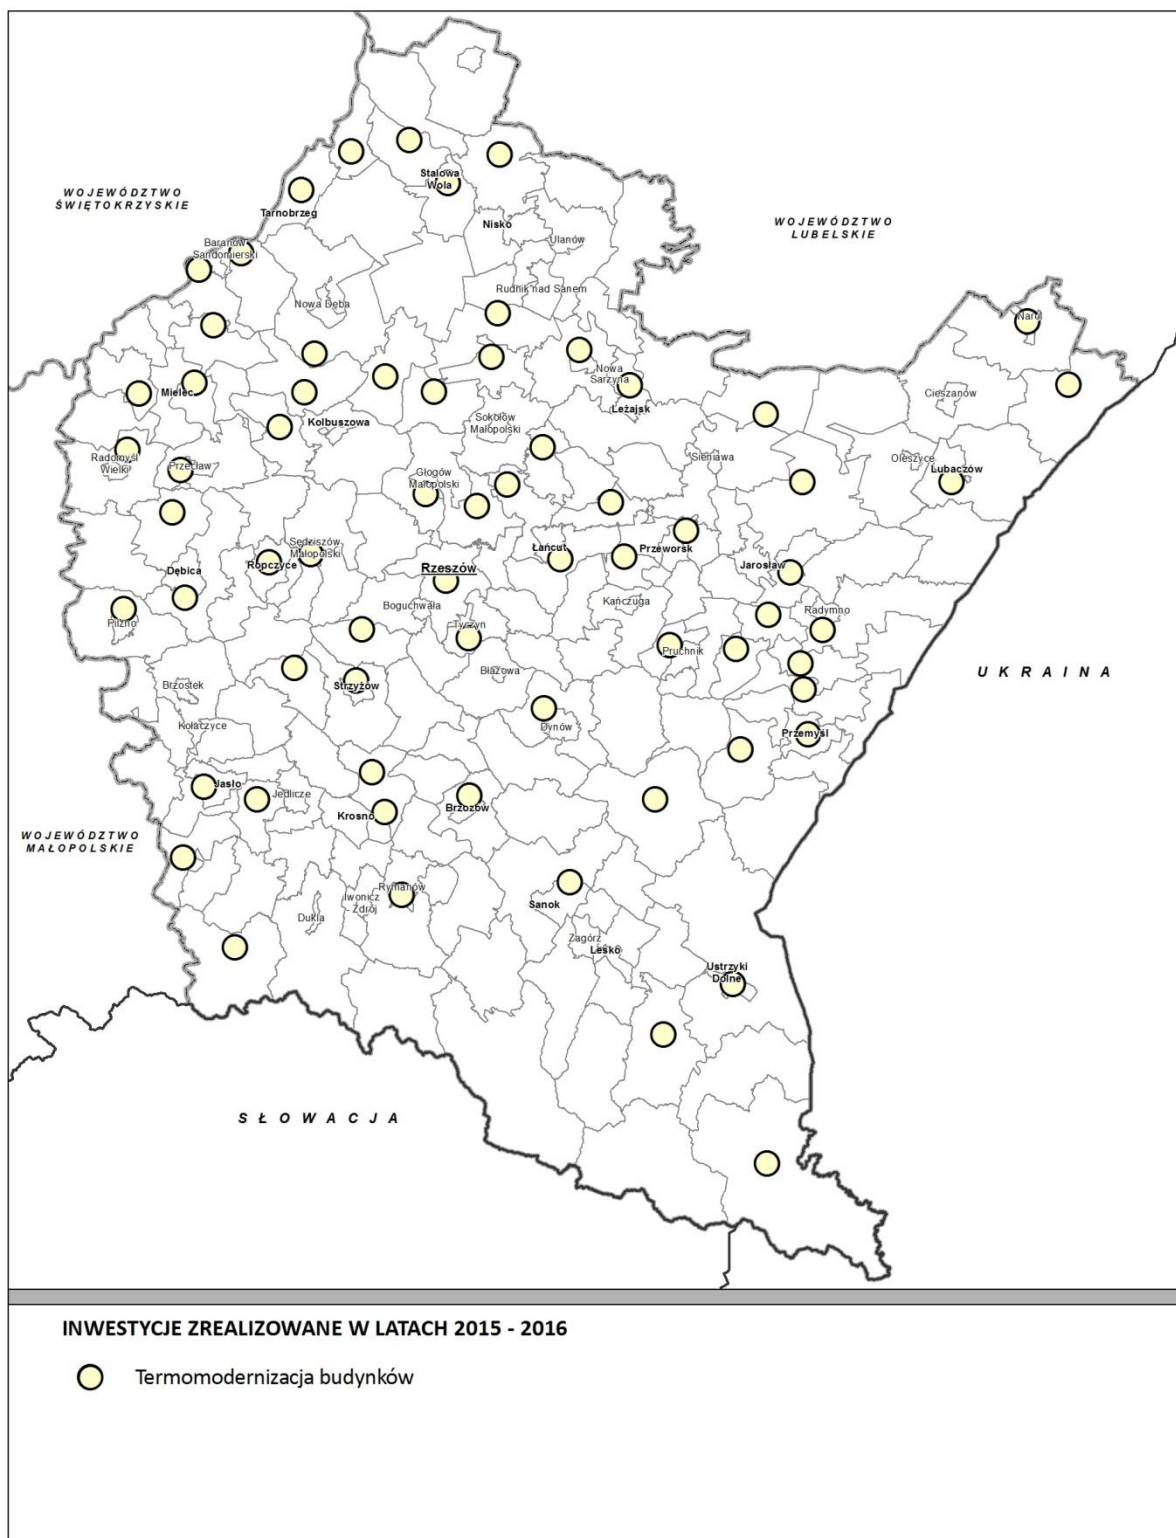 WOJEWÓDZTWO
ŚWIĘTOKRZYSKIE
Stalowa
Wola
Tarnobrzeg
Nisko
WOJEWÓDZTWO
LUBELSKIE
Ulanów
Baranów
Sandomierski
Rudnik nad Sanem
Nowa Dęba
Narol
Nowa
Sarzyna
Mielec
Cieszanów
Leżajsk
Kolbuszowa
Sokołów
Małopolski
Radomyśl
Wielki
Przecław
Sieniawa
Oleszyce
Lubaczów
Głogów
Małopolski
Sędziszów
Małopolski
Łańcut
Przeworsk
Ropczyce
Dębica
Rzeszów
Jarosław
Boguchwała
Kańczuga
Radymno
Pilzno
Tyczyn
Pruchnik
Błażowa
UKRAINA
Brzostek
Strzyżów
Kołaczyce
Dynów
Przemyśl
Jasło
Jedlicze
Krosno
Brzozów
WOJEWÓDZTWO
MAŁOPOLSKIE
Rymanów
Iwonicz
- Zdrój
Dukla
Sanok
Zagórz
Lesko
Ustrzyki
Dolne
SŁOWACJA
INWESTYCJE ZREALIZOWANE W LATACH 2015 - 2016
Termomodernizacja budynków